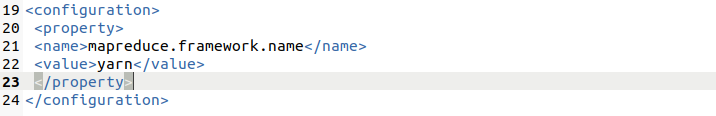 19 <configuration>
20  <property>
21  <name>mapreduce.framework.name</name>
22  <value>yarn</value>
23  </property>
24 </configuration>